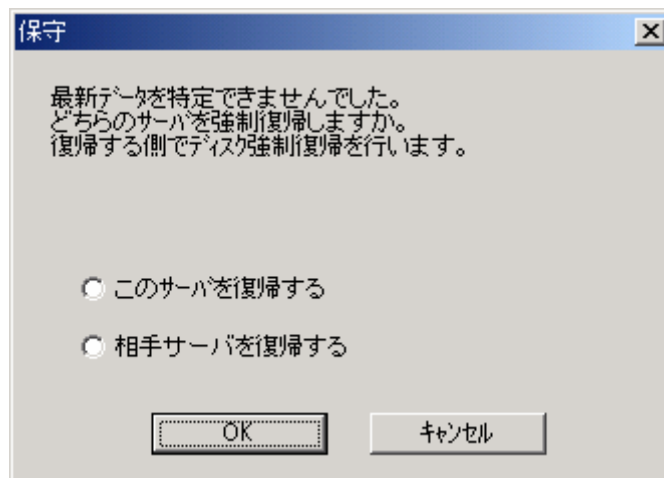 保守
最新ﾃﾞｰﾀを特定できませんでした。
どちらのｻｰﾊﾞを強制復帰しますか。
復帰する側でﾃﾞｨｽｸ強制復帰を行います。
このｻｰﾊﾞを復帰する
相手サーバを復帰する
OK
ｷｬﾝｾﾙ